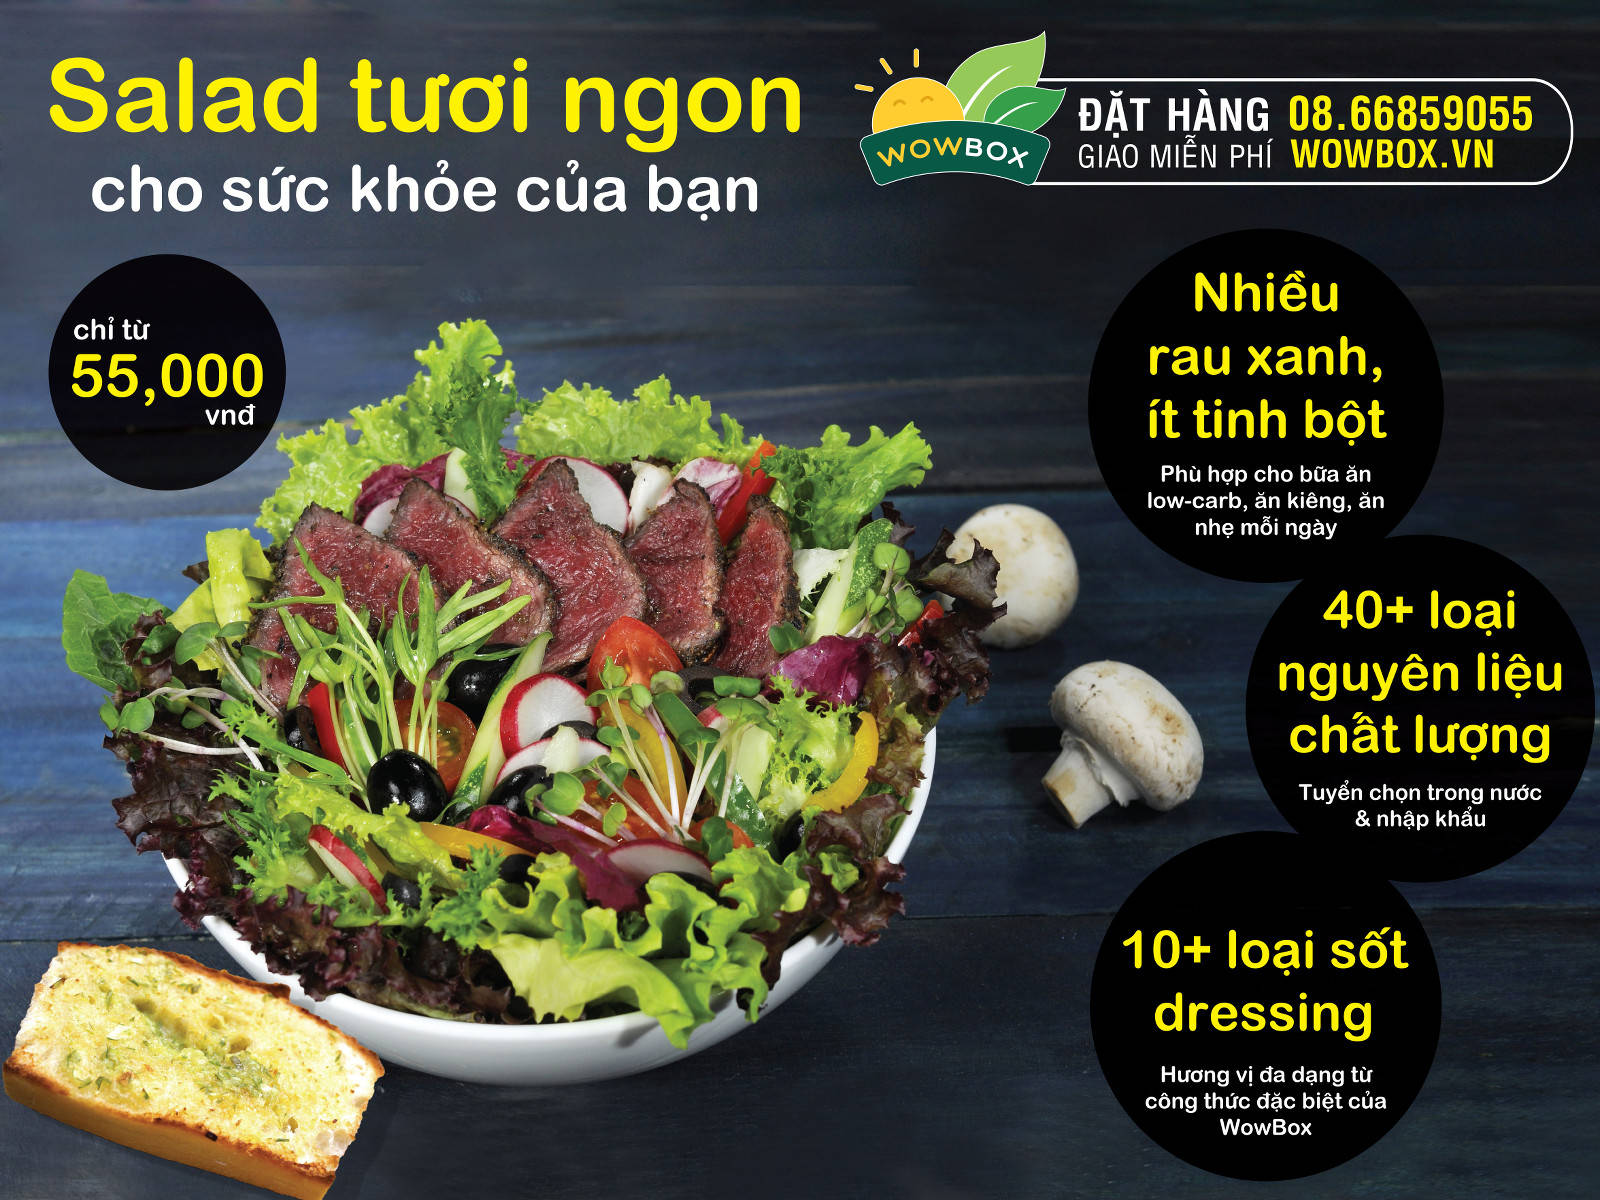 Salad tươi ngon
cho sức khỏe của bạn
WOWBOX
ĐẶT HÀNG 08.66859055
GIAO MIỄN PHÍ WOWBOX.VN
chỉ từ
55,000
vnđ
Nhiều
rau xanh,
ít tinh bột
Phù hợp cho bữa ăn
low-carb, ăn kiêng, ăn
nhẹ mỗi ngày
40+ loại
nguyên liệu
chất lượng
Tuyển chọn trong nước
& nhập khẩu
10+ loại sốt
dressing
Hương vị đa dạng từ
công thức đặc biệt của
WowBox